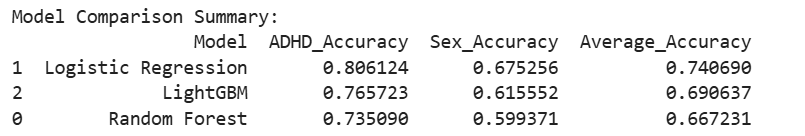 Model Comparison Summary:
Model ADHD_Accuracy Sex_Accuracy Average_Accuracy
1 Logistic Regression 0.806124 0.675256 0.740690
2 LightGBM 0.765723 0.615552 0.690637
0 Random Forest 0.735090 0.599371 0.667231